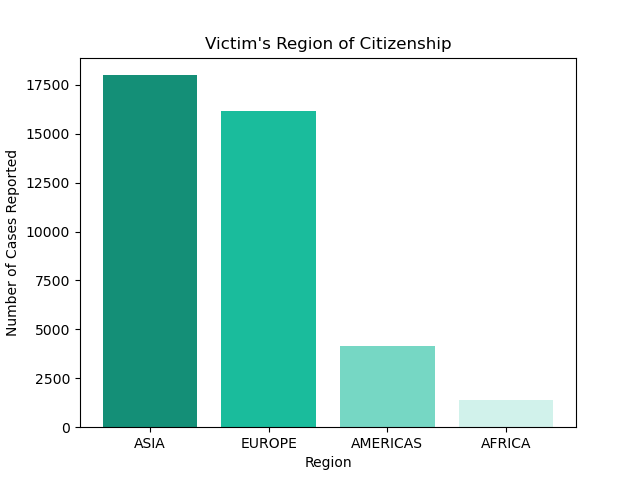 Victim's Region of Citizenship
Number of Cases Reported
17500
15000
12500
10000
7500
5000
2500
0
ASIA EUROPE AMERICAS AFRICA
Region